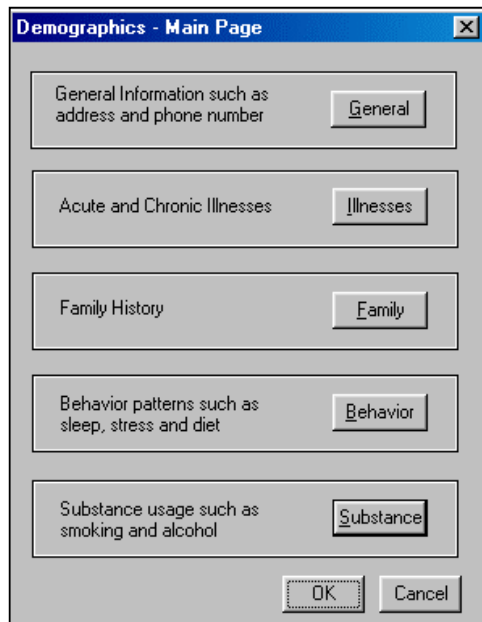 Demographics - Main Page
General Information such as
address and phone number
General
Acute and Chronic Illnesses
Illnesses
Family History
Family
Behavior patterns such as
sleep, stress and diet
Behavior
Substance usage such as
smoking and alcohol
Substance
OK
Cancel